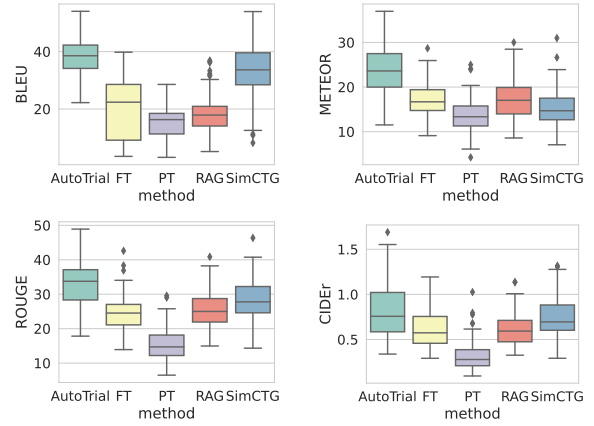 BLEU
40
20
AutoTrial FT PT RAG SimCTG
method
METEOR
30
20
10
AutoTrial FT PT RAG SimCTG
method
ROUGE
50
40
30
20
10
AutoTrial FT PT RAG SimCTG
method
CIDEr
1.5
1.0
0.5
AutoTrial FT PT RAG SimCTG
method